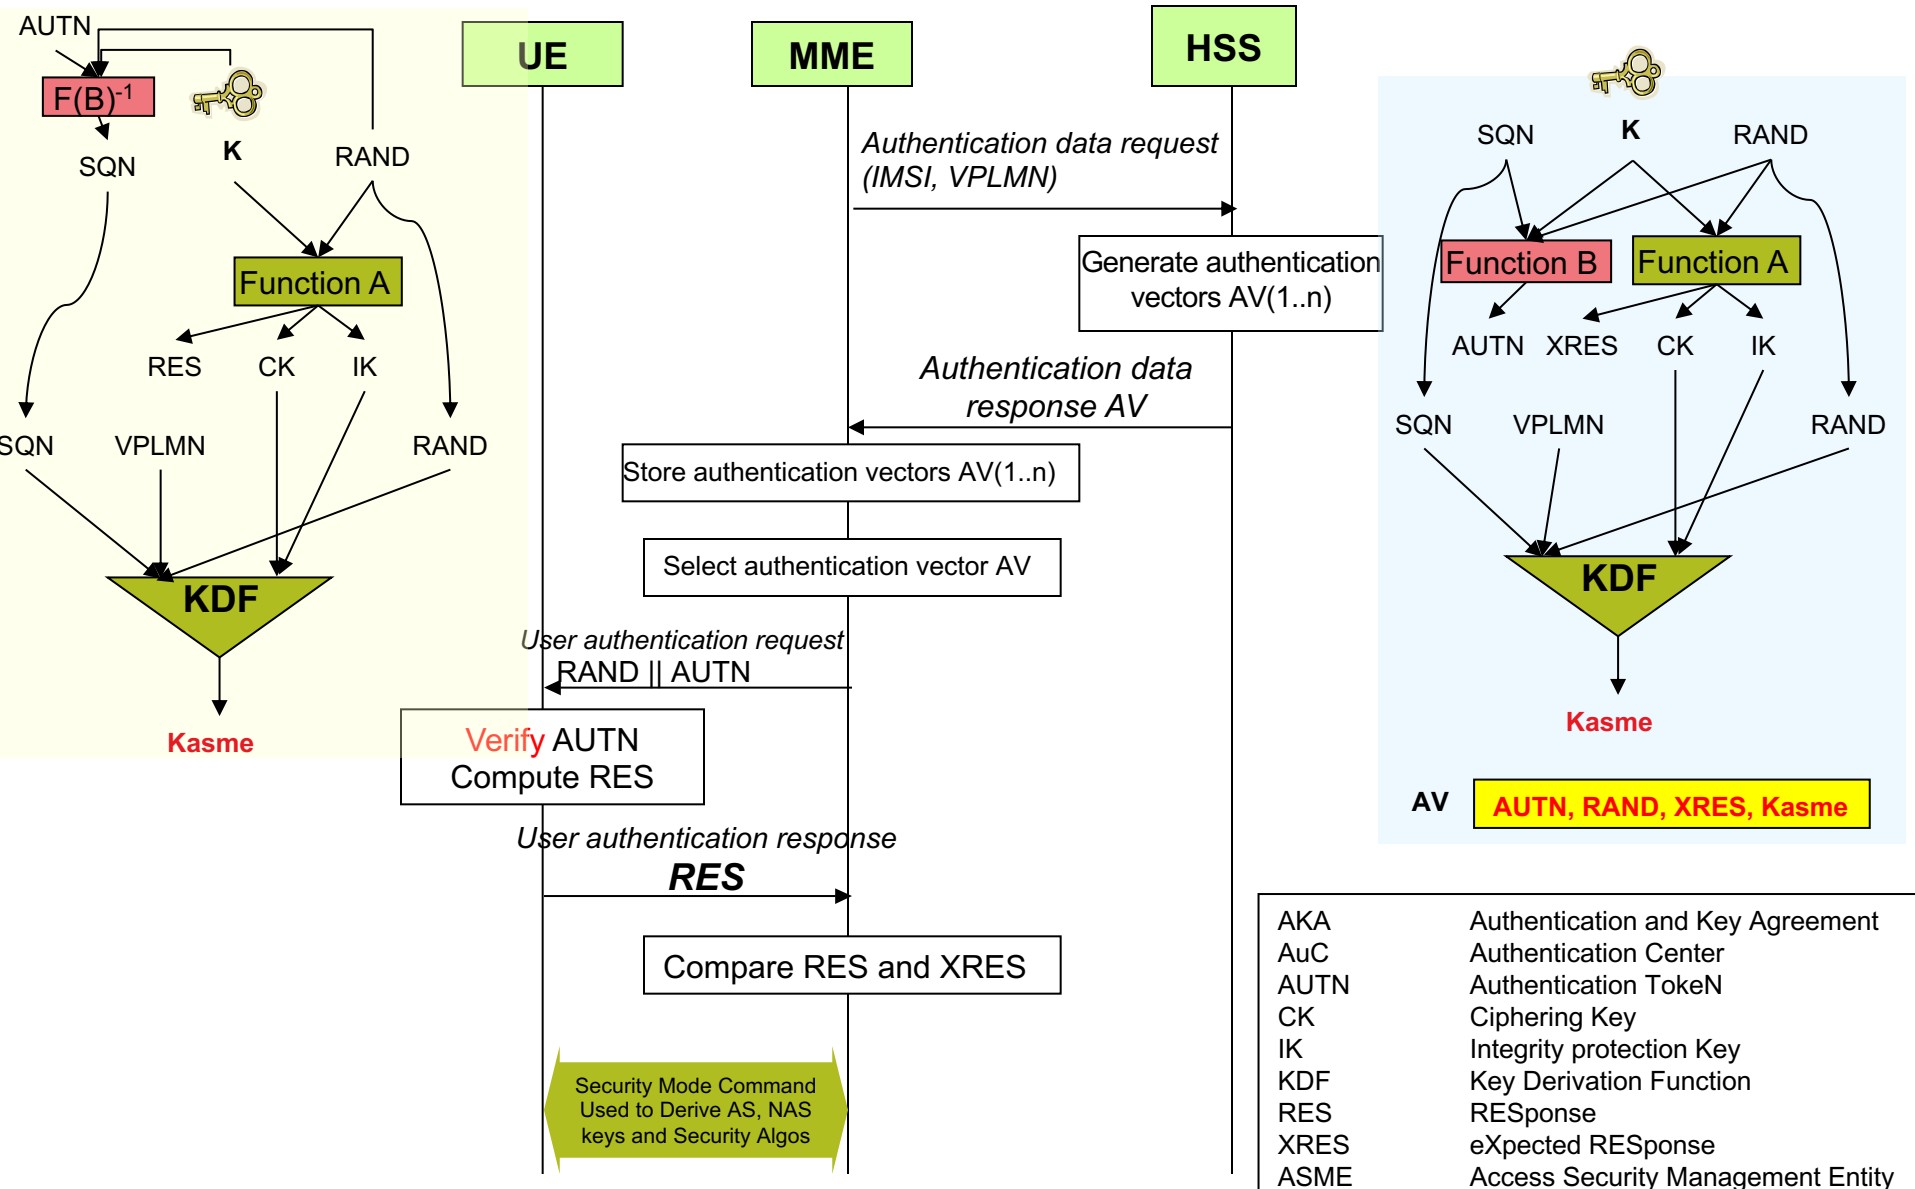 AUTN
F(B)-1
SQN
K
RAND
Function A
RES
CK
IK
SQN
VPLMN
RAND
KDF
Kasme
UE
MME
HSS
Authentication data request
(IMSI, VPLMN)
Generate authentication
vectors AV(1..n)
Authentication data
response AV
Store authentication vectors AV(1..n)
Select authentication vector AV
User authentication request
RAND || AUTN
Verify AUTN
Compute RES
User authentication response
RES
Compare RES and XRES
Security Mode Command
Used to Derive AS, NAS
keys and Security Algos
SQN
K
RAND
Function B
Function A
AUTN
XRES
CK
IK
SQN
VPLMN
RAND
KDF
Kasme
AV
AUTN, RAND, XRES, Kasme
AKA Authentication and Key Agreement
AuC Authentication Center
AUTN Authentication TokeN
CK Ciphering Key
IK Integrity protection Key
KDF Key Derivation Function
RES RESponse
XRES eXpected RESponse
ASME Access Security Management Entity